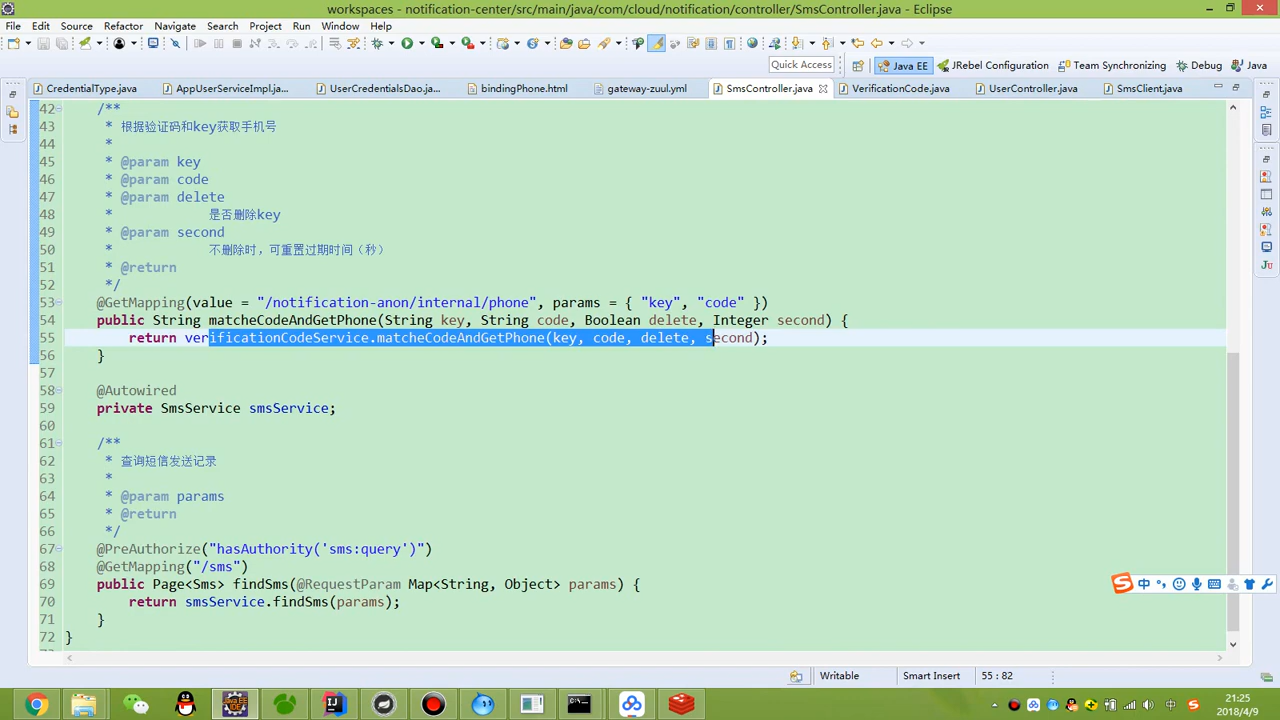 workspaces - notification-center/src/main/java/com/cloud/notification/controller/SmsController.java - Eclipse
File Edit Source Refactor Navigate Search Project Run Window Help
Quick Access Java EE JRebel Configuration Team Synchronizing Debug Java
CredentialType.java AppUserServiceImpl.ja... UserCredentialsDao.ja... bindingPhone.html gateway-zuul.yml SmsController.java VerificationCode.java UserController.java SmsClient.java
42 /**
43 * 根据验证码和key获取手机号
44 *
45 * @param key
46 * @param code
47 * @param delete
48 * 是否删除key
49 * @param second
50 * 不删除时，可重置过期时间（秒）
51 * @return
52 */
53 @GetMapping(value = "/notification-anon/internal/phone", params = { "key", "code" })
54 public String matcheCodeAndGetPhone(String key, String code, Boolean delete, Integer second) {
55 return verificationCodeService.matcheCodeAndGetPhone(key, code, delete, second);
56 }
57
58 @Autowired
59 private SmsService smsService;
60
61 /**
62 * 查询短信发送记录
63 *
64 * @param params
65 * @return
66 */
67 @PreAuthorize("hasAuthority('sms:query')")
68 @GetMapping("/sms")
69 public Page<Sms> findSms(@RequestParam Map<String, Object> params) {
70 return smsService.findSms(params);
71 }
72 }
中
Writable Smart Insert 55 : 82
中
21:25
2018/4/9